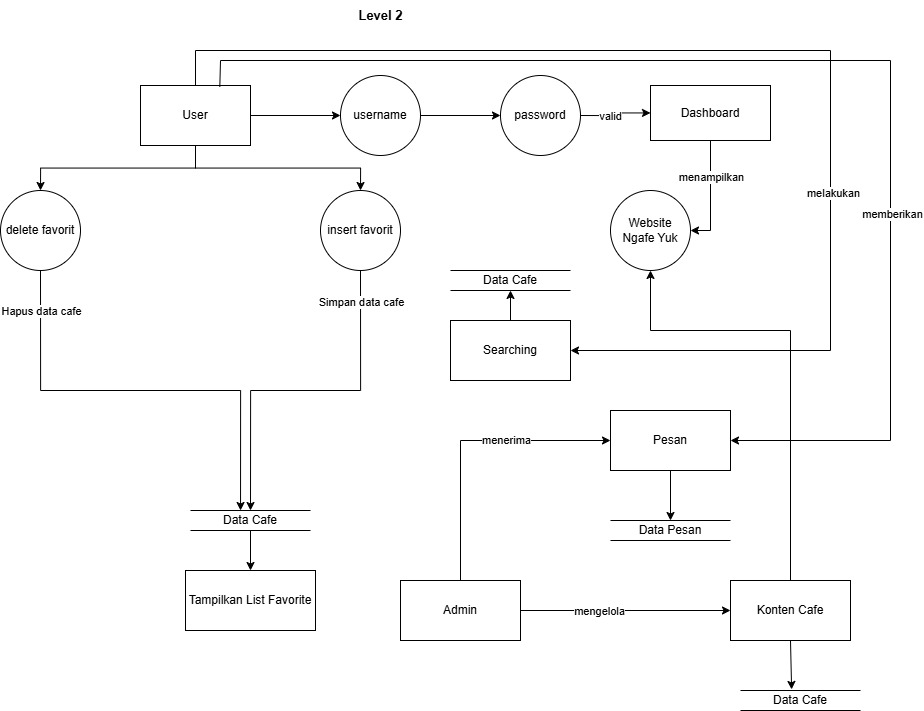 Level 2
User
username
password
valid
Dashboard
menampilkan
melakukan
memberikan
delete favorit
insert favorit
Website
Ngafe Yuk
Hapus data cafe
Simpan data cafe
Data Cafe
Searching
menerima
Pesan
Data Cafe
Data Pesan
Tampilkan List Favorite
Admin
mengelola
Konten Cafe
Data Cafe